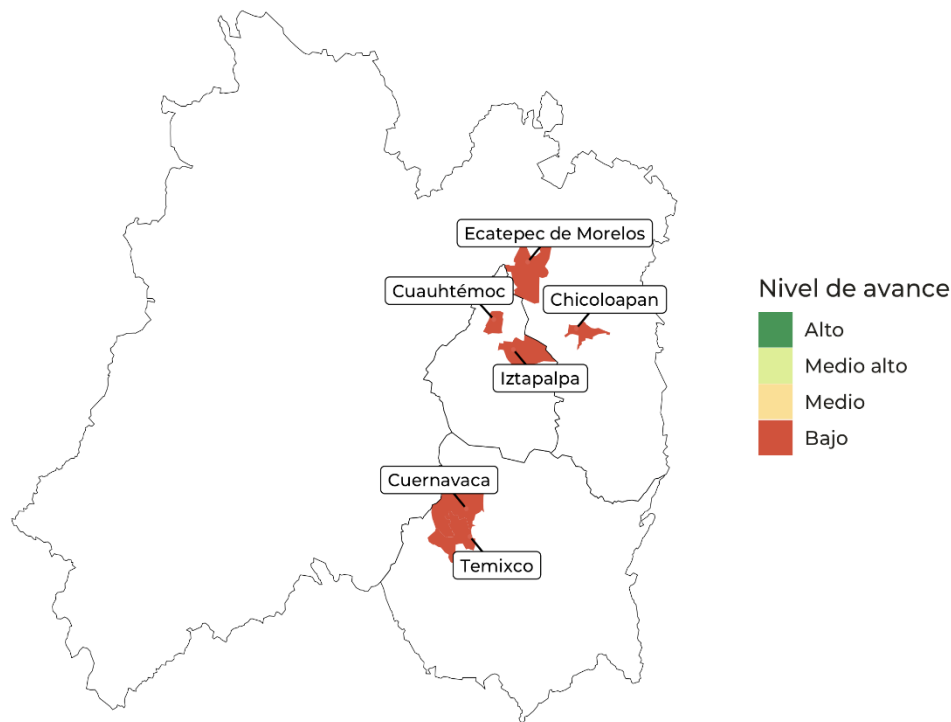 Ecatepec de Morelos
Cuauhtémoc
Chicoloapan
Iztapalpa
Cuernavaca
Temixco
Nivel de avance
Alto
Medio alto
Medio
Bajo